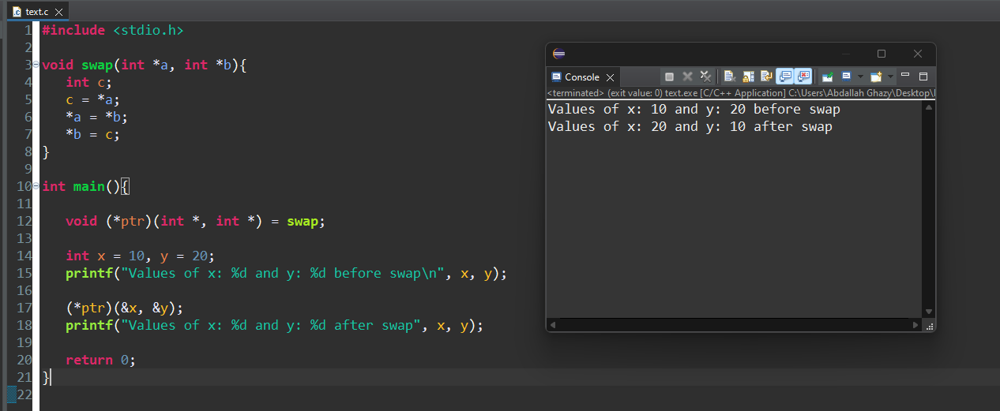 text.c
1 #include <stdio.h>
2
3 void swap(int *a, int *b){
4    int c;
5    c = *a;
6    *a = *b;
7    *b = c;
8 }
9
10 int main(){
11
12    void (*ptr)(int *, int *) = swap;
13
14    int x = 10, y = 20;
15    printf("Values of x: %d and y: %d before swap\n", x, y);
16
17    (*ptr)(&x, &y);
18    printf("Values of x: %d and y: %d after swap", x, y);
19
20    return 0;
21 }
22
Console
<terminated> (exit value: 0) text.exe [C/C++ Application] C:\Users\Abdallah Ghazy\Desktop\
Values of x: 10 and y: 20 before swap
Values of x: 20 and y: 10 after swap